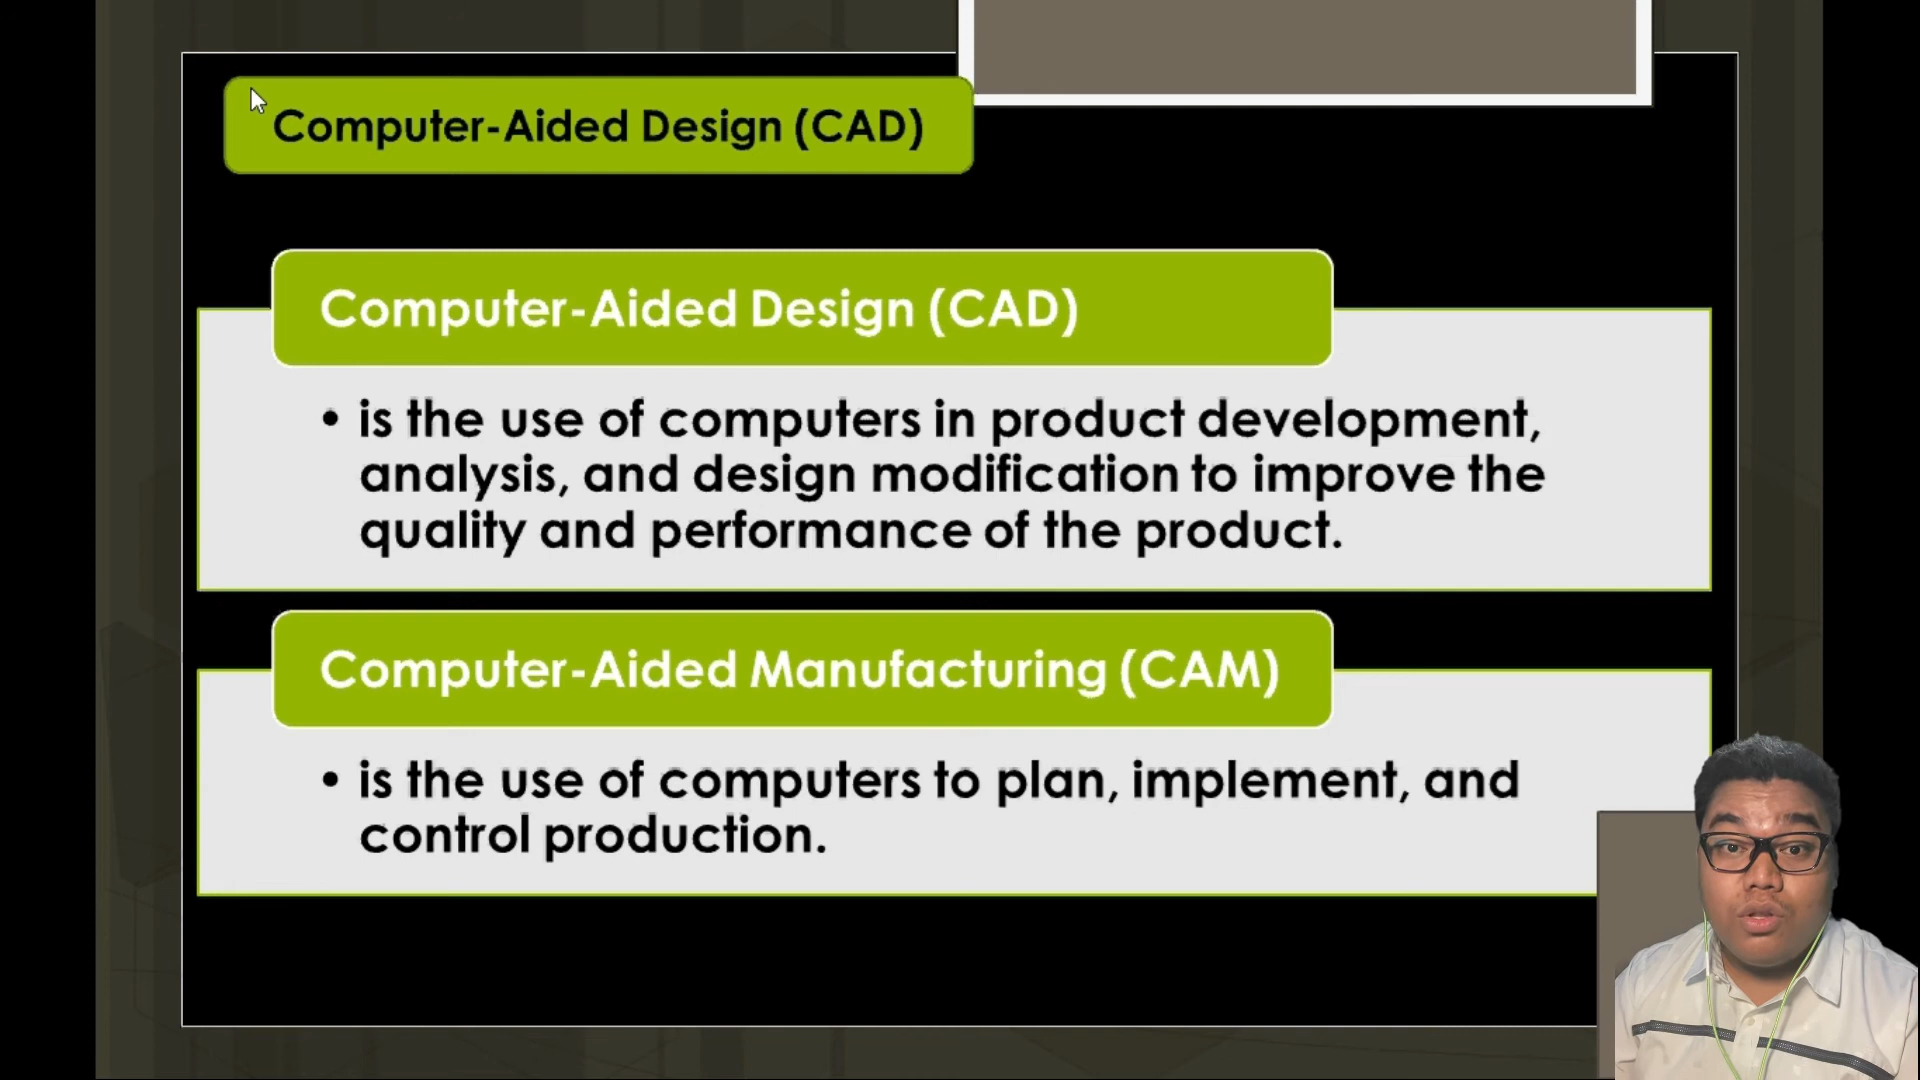 Computer-Aided Design (CAD)
Computer-Aided Design (CAD)
• is the use of computers in product development,
analysis, and design modification to improve the
quality and performance of the product.
Computer-Aided Manufacturing (CAM)
• is the use of computers to plan, implement, and
control production.